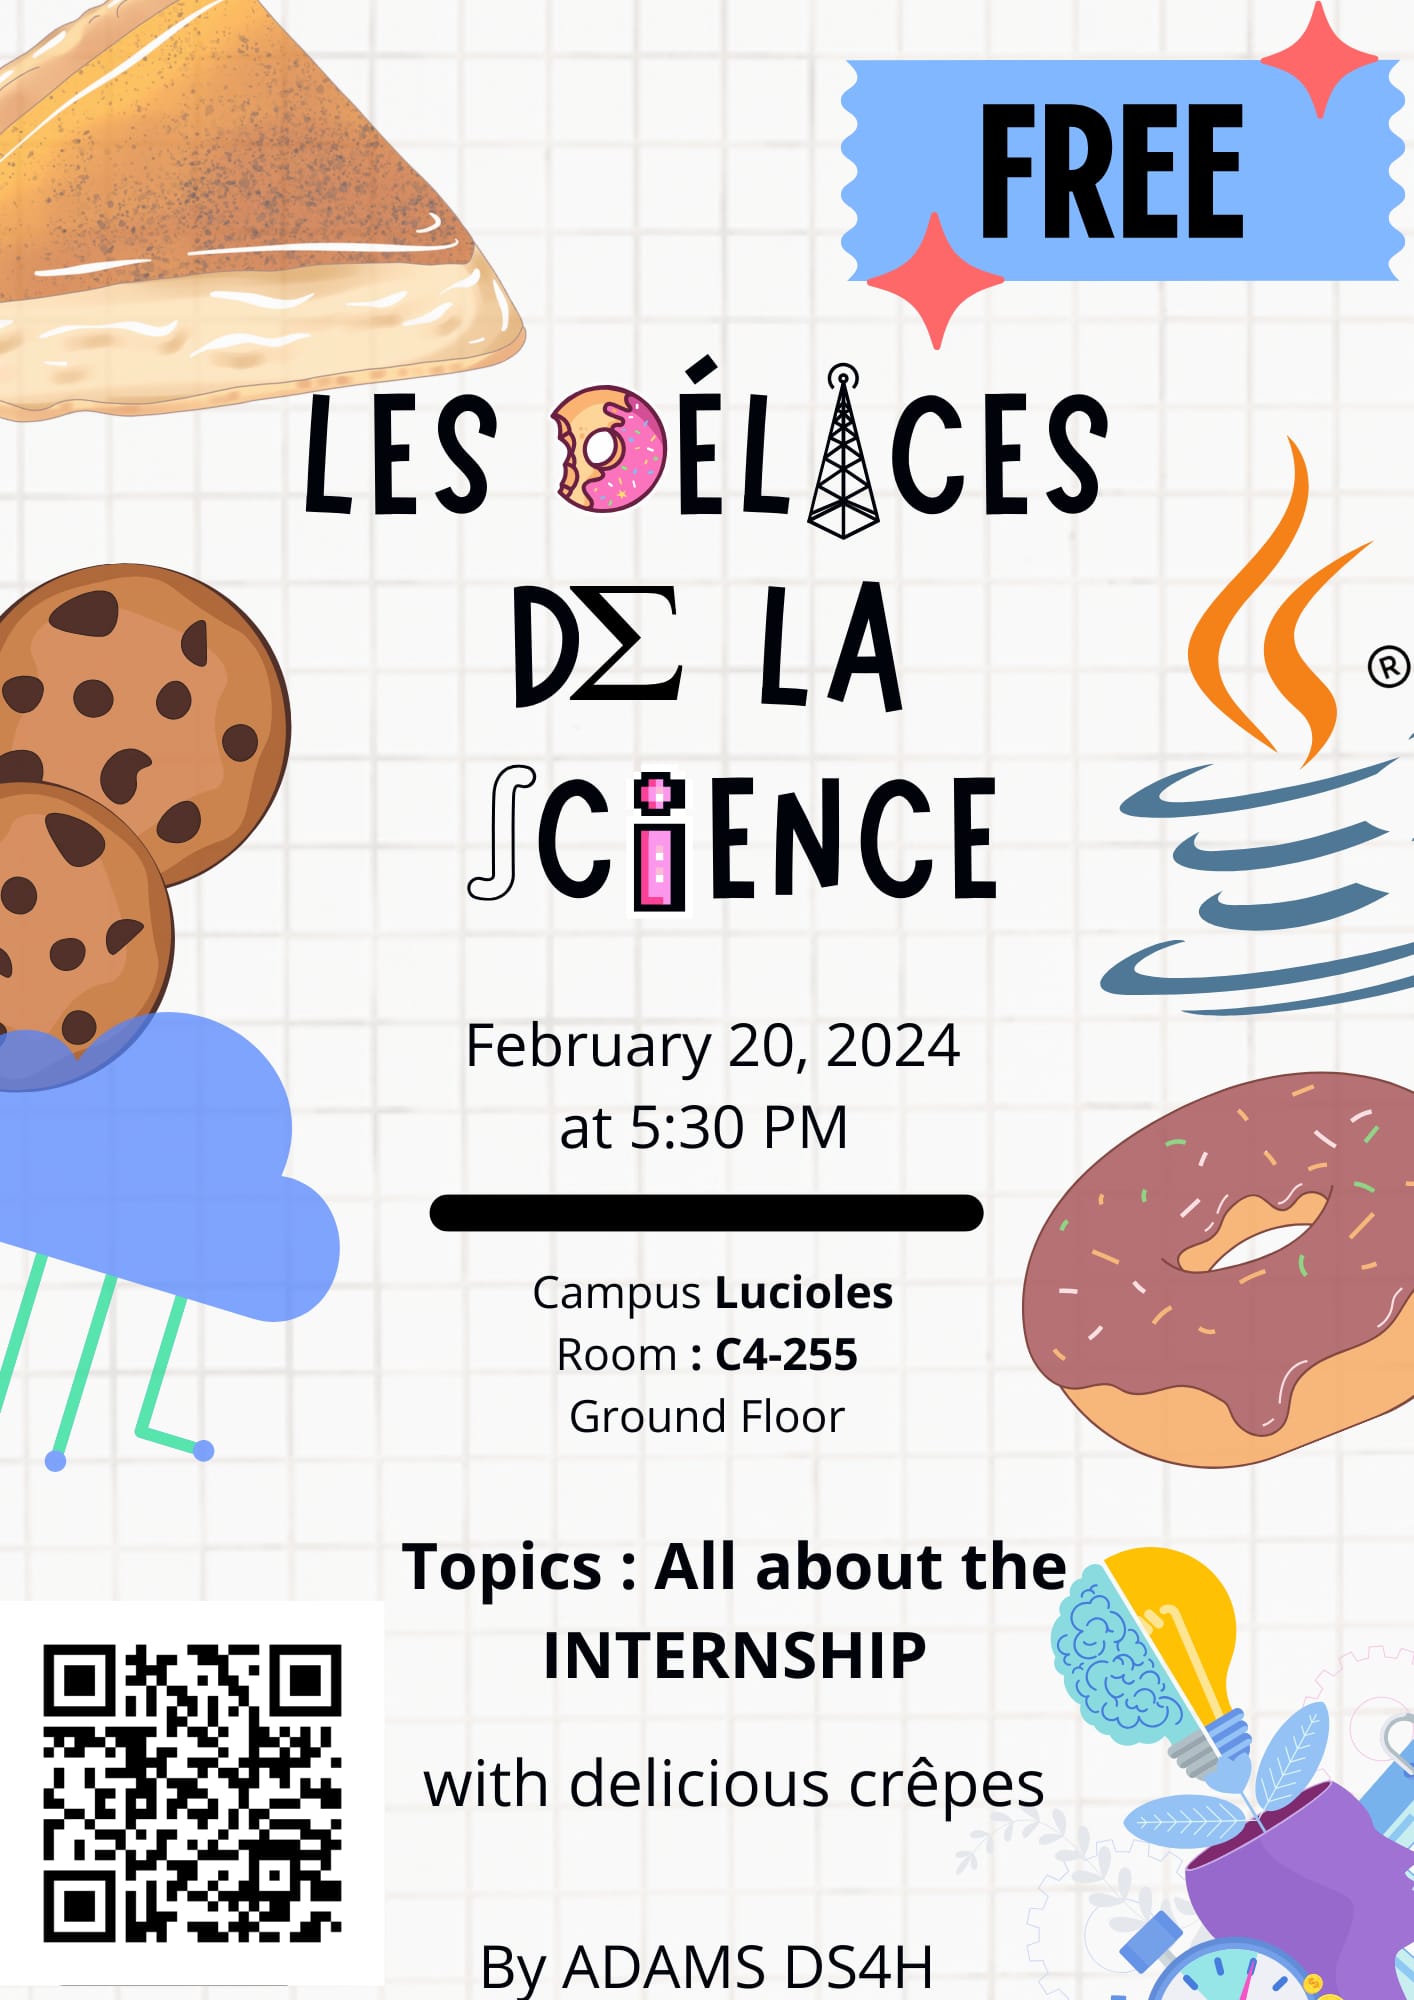 FREE
LES DÉLICES
DΣ LA
SCIENCE
®
February 20, 2024
at 5:30 PM
Campus Lucioles
Room : C4-255
Ground Floor
Topics : All about the
INTERNSHIP
with delicious crêpes
By ADAMS DS4H